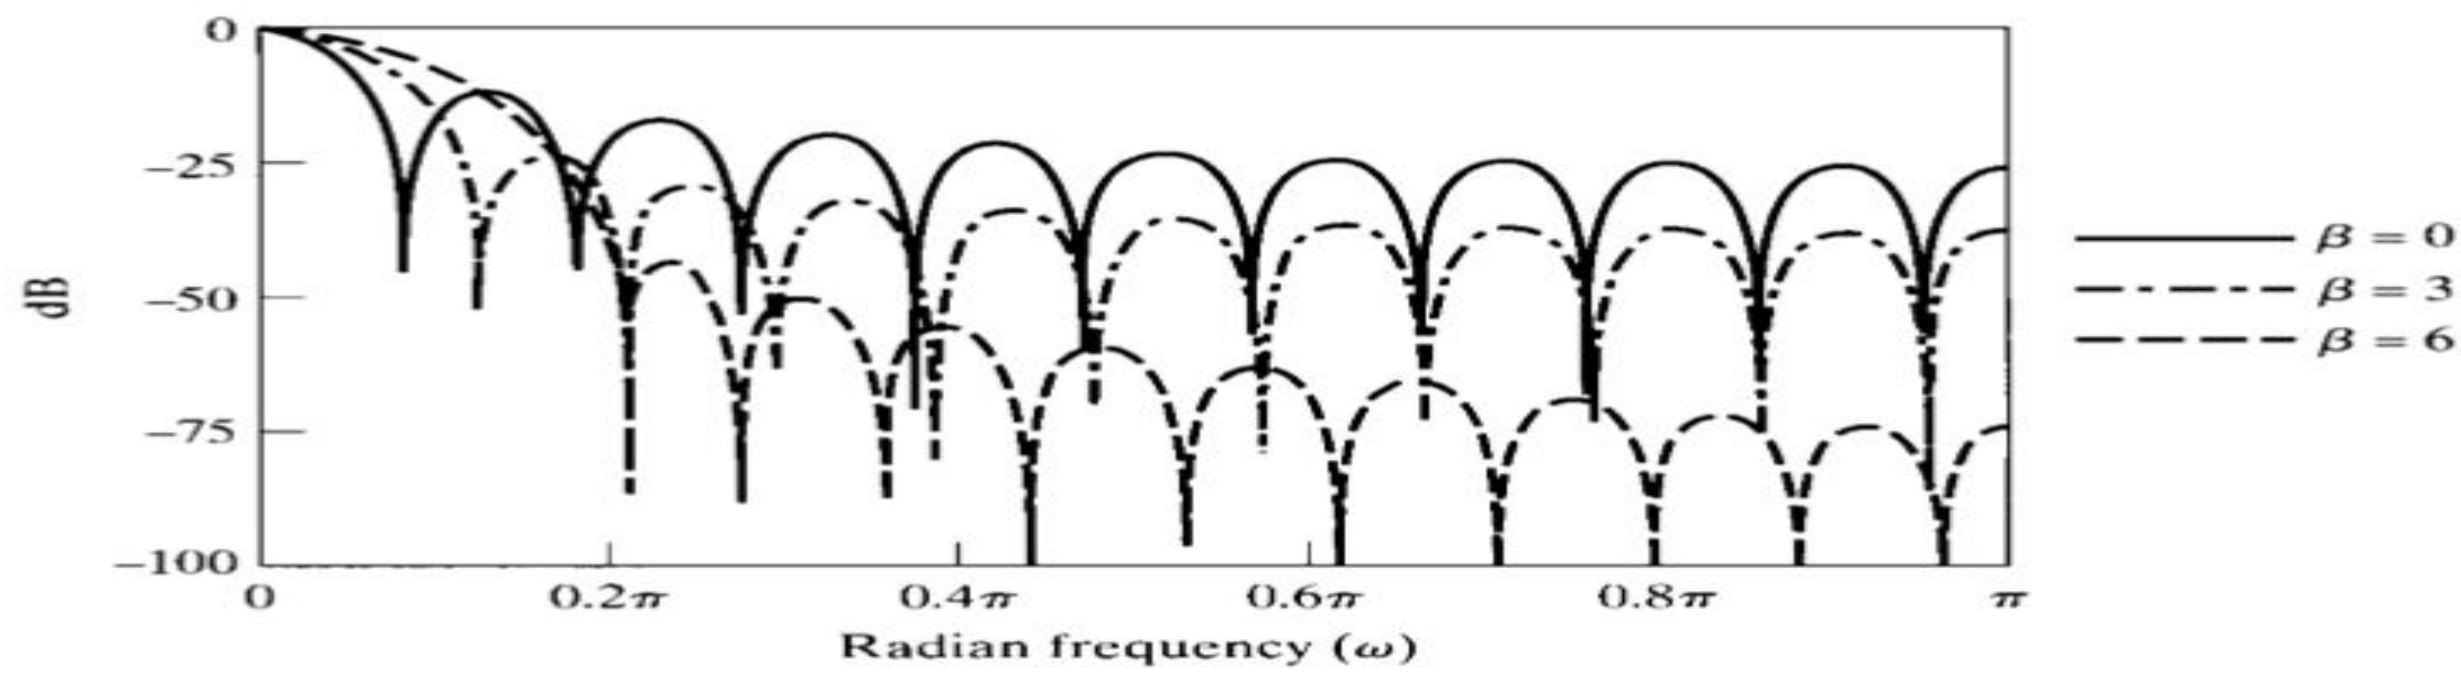 0
−25
−50
−75
−100
dB
0 0.2π 0.4π 0.6π 0.8π π
Radian frequency (ω)
β = 0
β = 3
β = 6